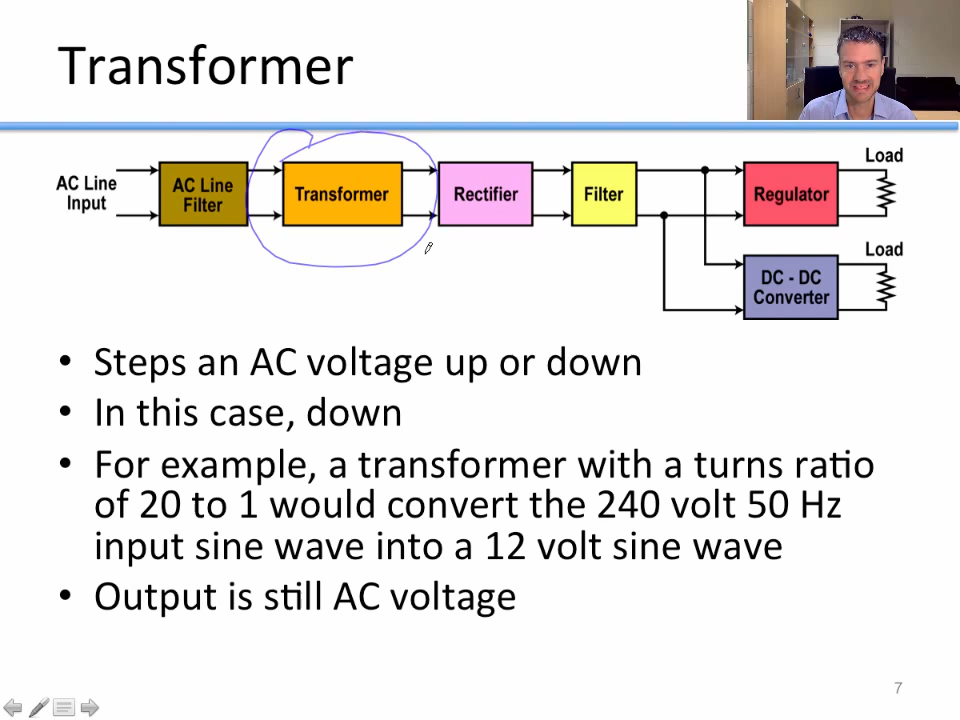 Transformer
AC Line
Input
AC Line
Filter
Transformer
Rectifier
Filter
Regulator
Load
DC - DC
Converter
Load
• Steps an AC voltage up or down
• In this case, down
• For example, a transformer with a turns ratio
of 20 to 1 would convert the 240 volt 50 Hz
input sine wave into a 12 volt sine wave
• Output is still AC voltage
7